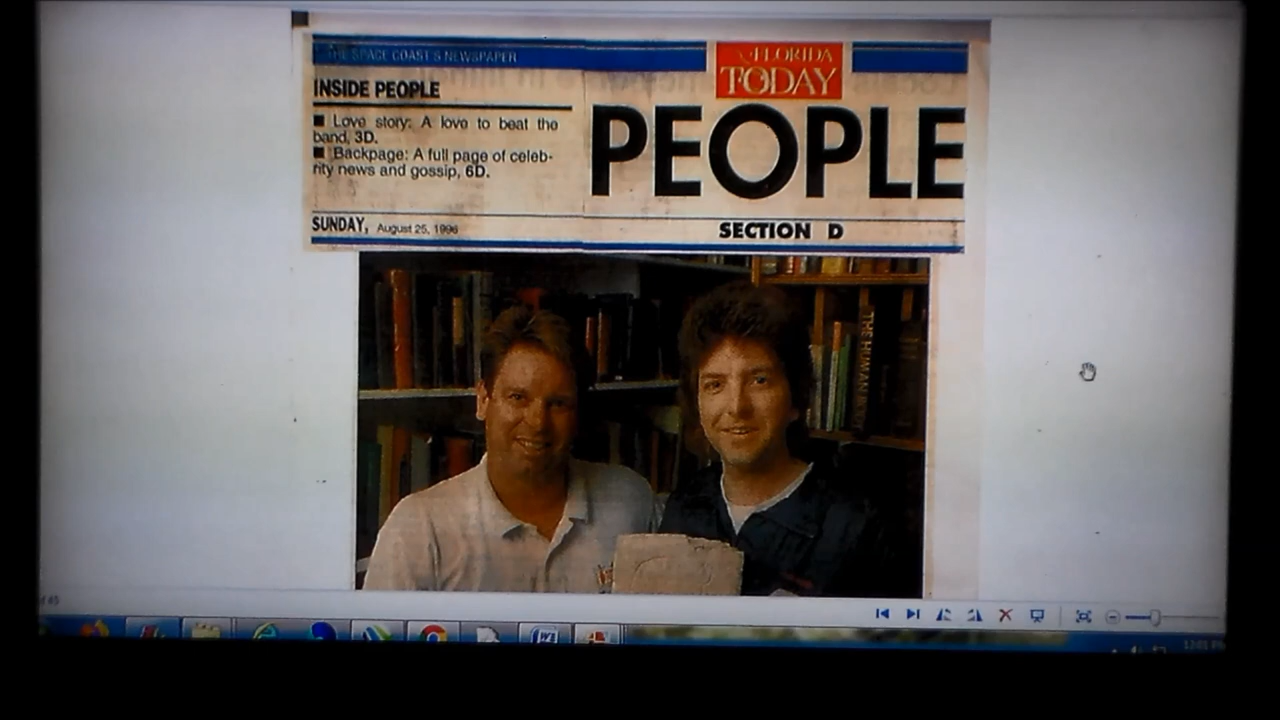 THE SPACE COAST'S NEWSPAPER
FLORIDA
TODAY
INSIDE PEOPLE
■ Love story: A love to beat the
band, 3D.
■ Backpage: A full page of celeb-
rity news and gossip, 6D.
PEOPLE
SUNDAY, August 25, 1996
SECTION D
THE HUMAN BODY